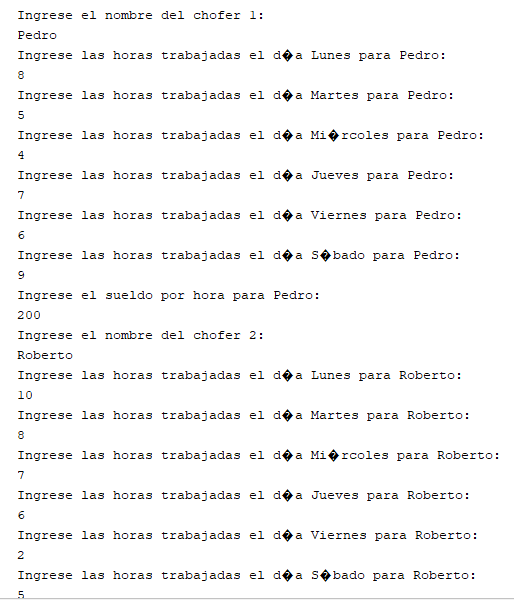 Ingrese el nombre del chofer 1:
Pedro
Ingrese las horas trabajadas el d�a Lunes para Pedro:
8
Ingrese las horas trabajadas el d�a Martes para Pedro:
5
Ingrese las horas trabajadas el d�a Mi�rcoles para Pedro:
4
Ingrese las horas trabajadas el d�a Jueves para Pedro:
7
Ingrese las horas trabajadas el d�a Viernes para Pedro:
6
Ingrese las horas trabajadas el d�a S�bado para Pedro:
9
Ingrese el sueldo por hora para Pedro:
200
Ingrese el nombre del chofer 2:
Roberto
Ingrese las horas trabajadas el d�a Lunes para Roberto:
10
Ingrese las horas trabajadas el d�a Martes para Roberto:
8
Ingrese las horas trabajadas el d�a Mi�rcoles para Roberto:
7
Ingrese las horas trabajadas el d�a Jueves para Roberto:
6
Ingrese las horas trabajadas el d�a Viernes para Roberto:
2
Ingrese las horas trabajadas el d�a S�bado para Roberto:
5